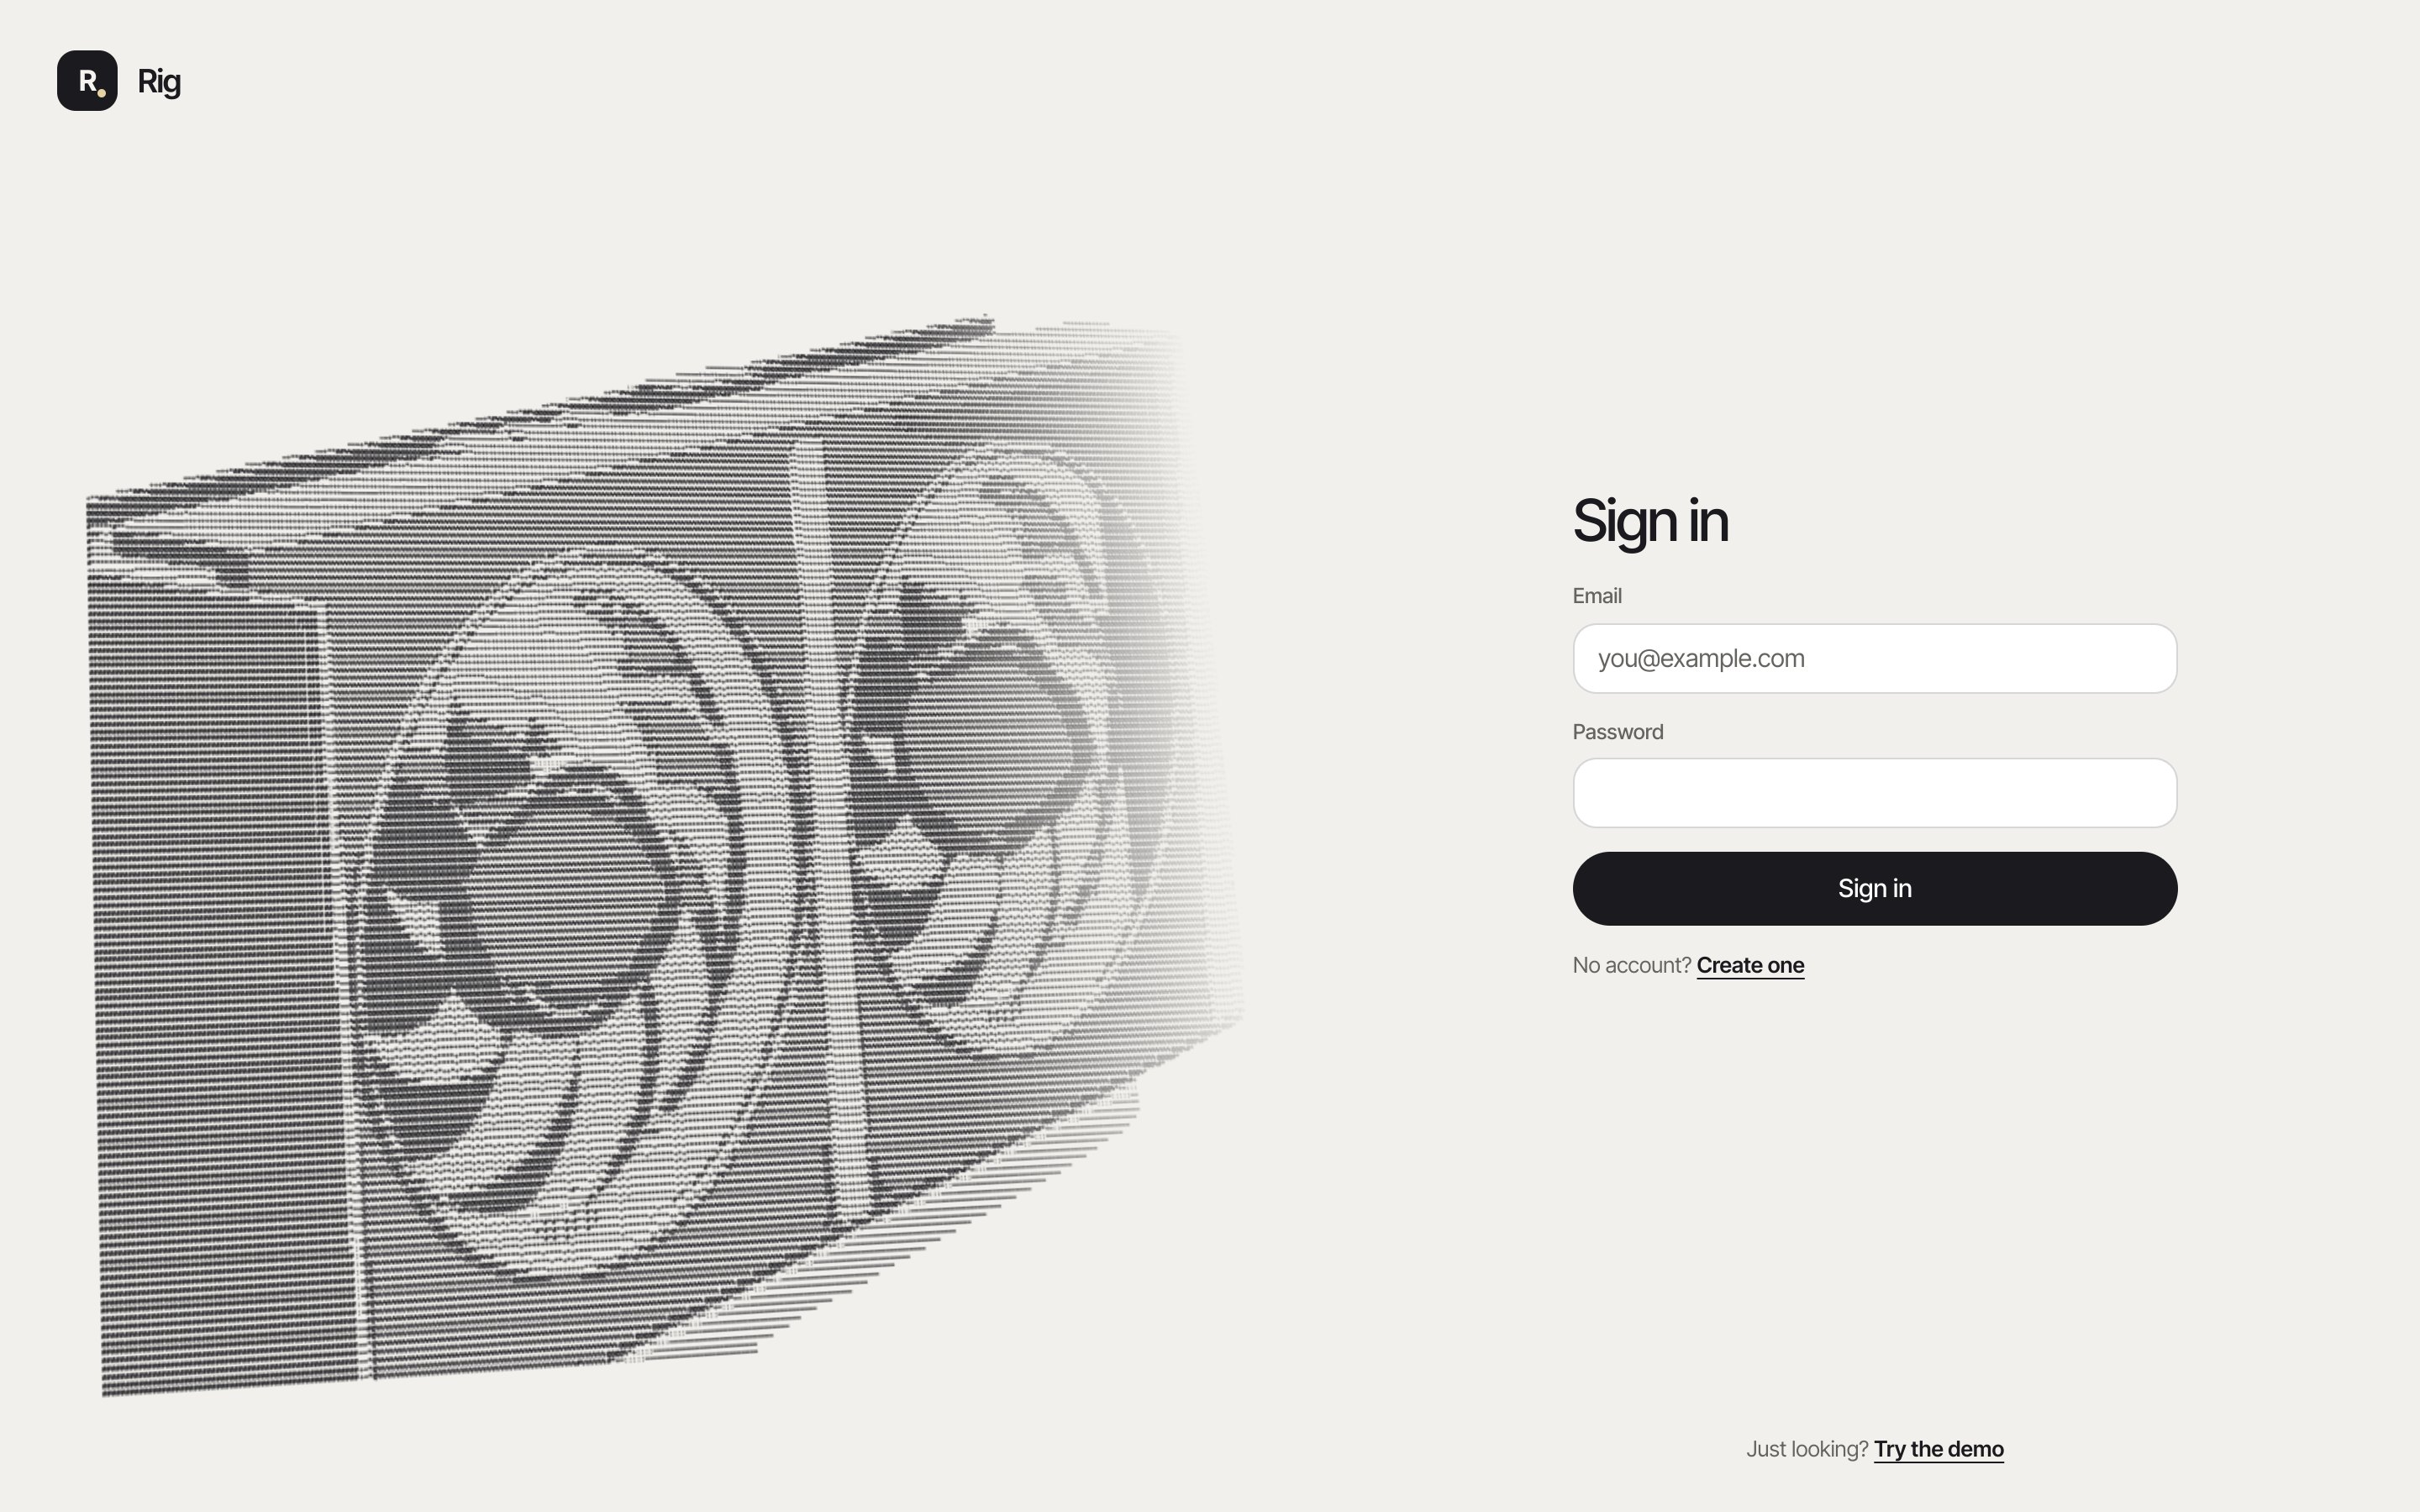 R.
Rig
Sign in
Email
you@example.com
Password
Sign in
No account? Create one
Just looking? Try the demo